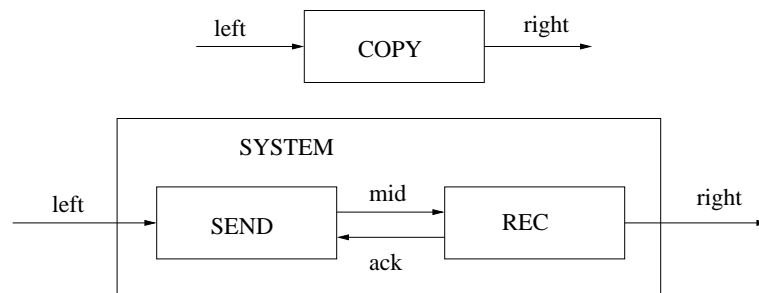 left
COPY
right
SYSTEM
left
SEND
mid
ack
REC
right